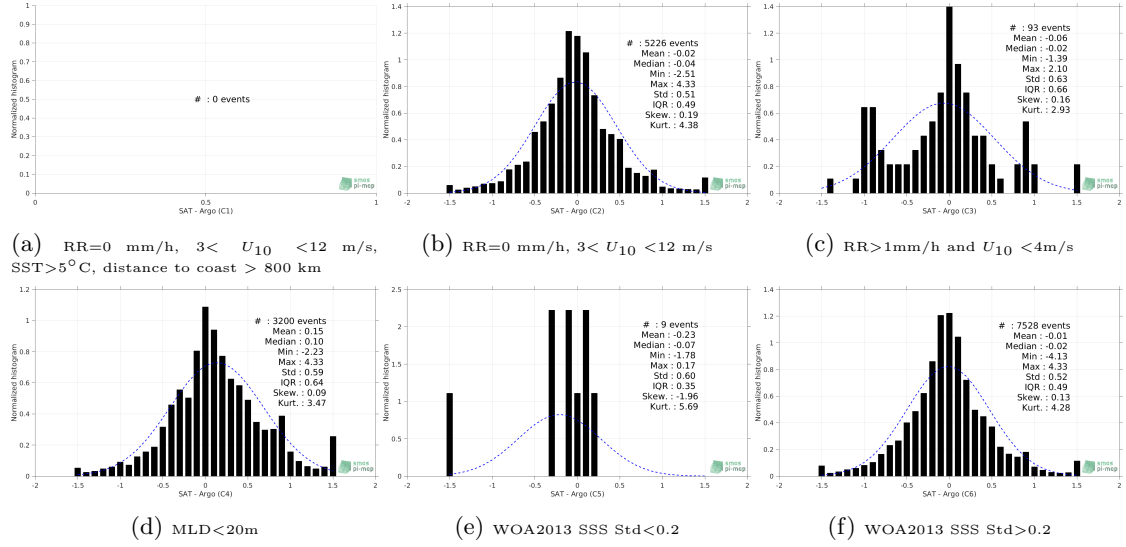 1
0.9
0.8
0.7
0.6
0.5
0.4
0.3
0.2
0.1
0
Normalized histogram
# : 0 events
smos
pi-mep
0 0.5 1
SAT - Argo (C1)
(a) RR=0 mm/h, 3< U10 <12 m/s,
SST>5°C, distance to coast > 800 km
1.4
1.2
1
0.8
0.6
0.4
0.2
0
Normalized histogram
# : 5226 events
Mean : -0.02
Median : -0.04
Min : -2.51
Max : 4.33
Std : 0.51
IQR : 0.49
Skew. : 0.19
Kurt. : 4.38
smos
pi-mep
-2 -1.5 -1 -0.5 0 0.5 1 1.5 2
SAT - Argo (C2)
(b) RR=0 mm/h, 3< U10 <12 m/s
1.4
1.2
1
0.8
0.6
0.4
0.2
0
Normalized histogram
# : 93 events
Mean : -0.06
Median : -0.02
Min : -1.39
Max : 2.10
Std : 0.63
IQR : 0.66
Skew. : 0.16
Kurt. : 2.93
smos
pi-mep
-2 -1.5 -1 -0.5 0 0.5 1 1.5 2
SAT - Argo (C3)
(c) RR>1mm/h and U10 <4m/s
1.2
1
0.8
0.6
0.4
0.2
0
Normalized histogram
# : 3200 events
Mean : 0.15
Median : 0.10
Min : -2.23
Max : 4.33
Std : 0.59
IQR : 0.64
Skew. : 0.09
Kurt. : 3.47
smos
pi-mep
-2 -1.5 -1 -0.5 0 0.5 1 1.5 2
SAT - Argo (C4)
(d) MLD<20m
2.5
2
1.5
1
0.5
0
Normalized histogram
# : 9 events
Mean : -0.23
Median : -0.07
Min : -1.78
Max : 0.17
Std : 0.60
IQR : 0.35
Skew. : -1.96
Kurt. : 5.69
smos
pi-mep
-2 -1.5 -1 -0.5 0 0.5 1 1.5 2
SAT - Argo (C5)
(e) WOA2013 SSS Std<0.2
1.4
1.2
1
0.8
0.6
0.4
0.2
0
Normalized histogram
# : 7528 events
Mean : -0.01
Median : -0.02
Min : -4.13
Max : 4.33
Std : 0.52
IQR : 0.49
Skew. : 0.13
Kurt. : 4.28
smos
pi-mep
-2 -1.5 -1 -0.5 0 0.5 1 1.5 2
SAT - Argo (C6)
(f) WOA2013 SSS Std>0.2